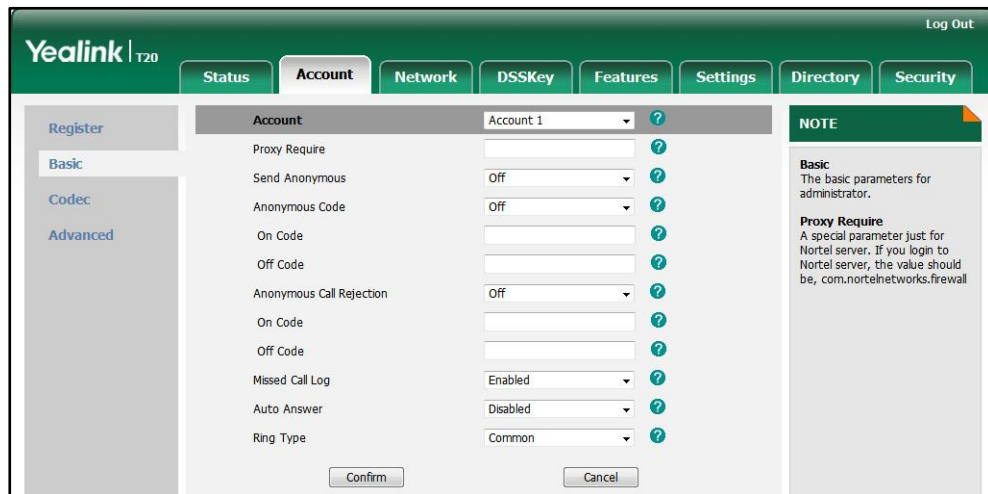 Log Out
Yealink | T20
Status Account Network DSSKey Features Settings Directory Security
Register
Basic
Codec
Advanced
Account Account 1 ?
Proxy Require ?
Send Anonymous Off ?
Anonymous Code Off ?
On Code ?
Off Code ?
Anonymous Call Rejection Off ?
On Code ?
Off Code ?
Missed Call Log Enabled ?
Auto Answer Disabled ?
Ring Type Common ?
Confirm Cancel
NOTE
Basic
The basic parameters for
administrator.
Proxy Require
A special parameter just for
Nortel server. If you login to
Nortel server, the value should
be, com.nortelnetworks.firewall